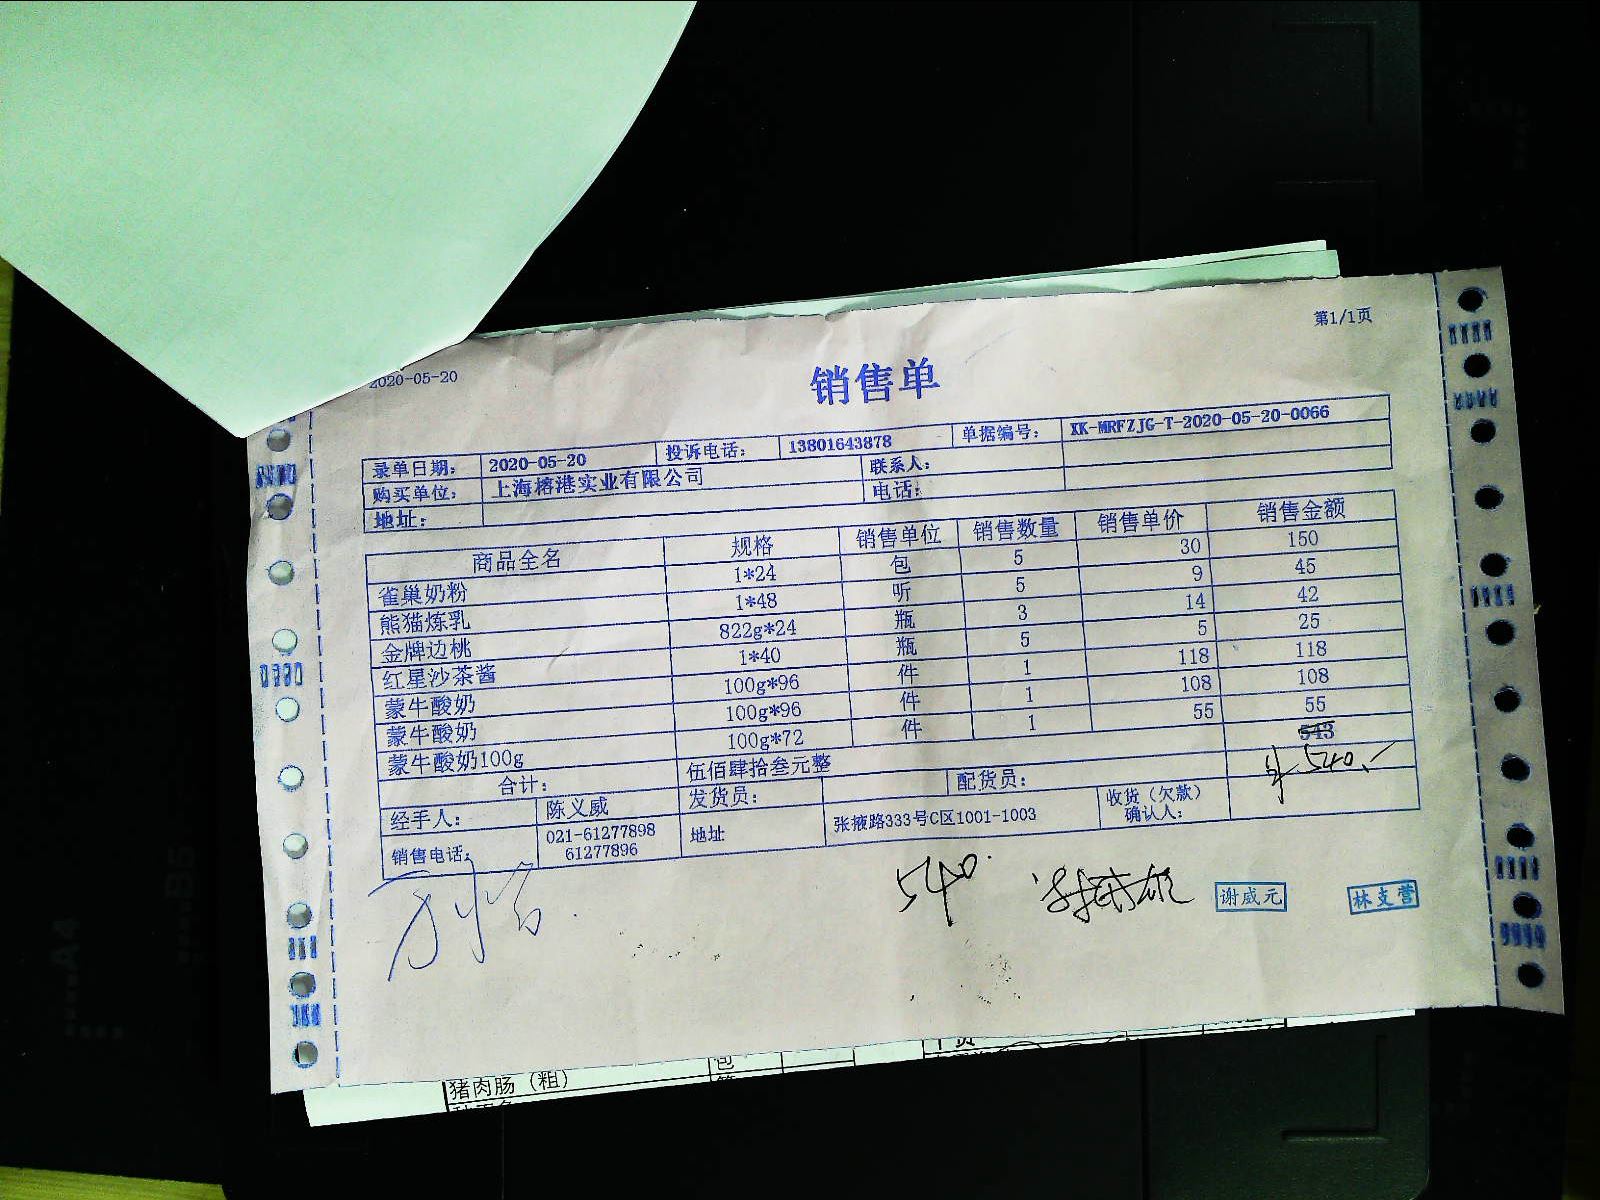 第1/1页
2020-05-20
销售单
录单日期： 2020-05-20 投诉电话： 13801643878 单据编号： XK-MRFZJG-T-2020-05-20-0066
购买单位： 上海榕港实业有限公司 联系人：
地址： 电话：
商品全名 规格 销售单位 销售数量 销售单价 销售金额
雀巢奶粉 1*24 包 5 30 150
熊猫炼乳 1*48 听 5 9 45
金牌边桃 822g*24 瓶 3 14 42
红星沙茶酱 1*40 瓶 5 5 25
蒙牛酸奶 100g*96 件 1 118 118
蒙牛酸奶 100g*96 件 1 108 108
蒙牛酸奶100g 100g*72 件 1 55 55
合计： 伍佰肆拾叁元整 543
经手人： 陈义威 发货员： 配货员： 540.-
销售电话： 021-61277898 地址 张掖路333号C区1001-1003 收货（欠款）
61277896 确认人：
540. 谢威元 林支营
猪肉肠（粗） 包